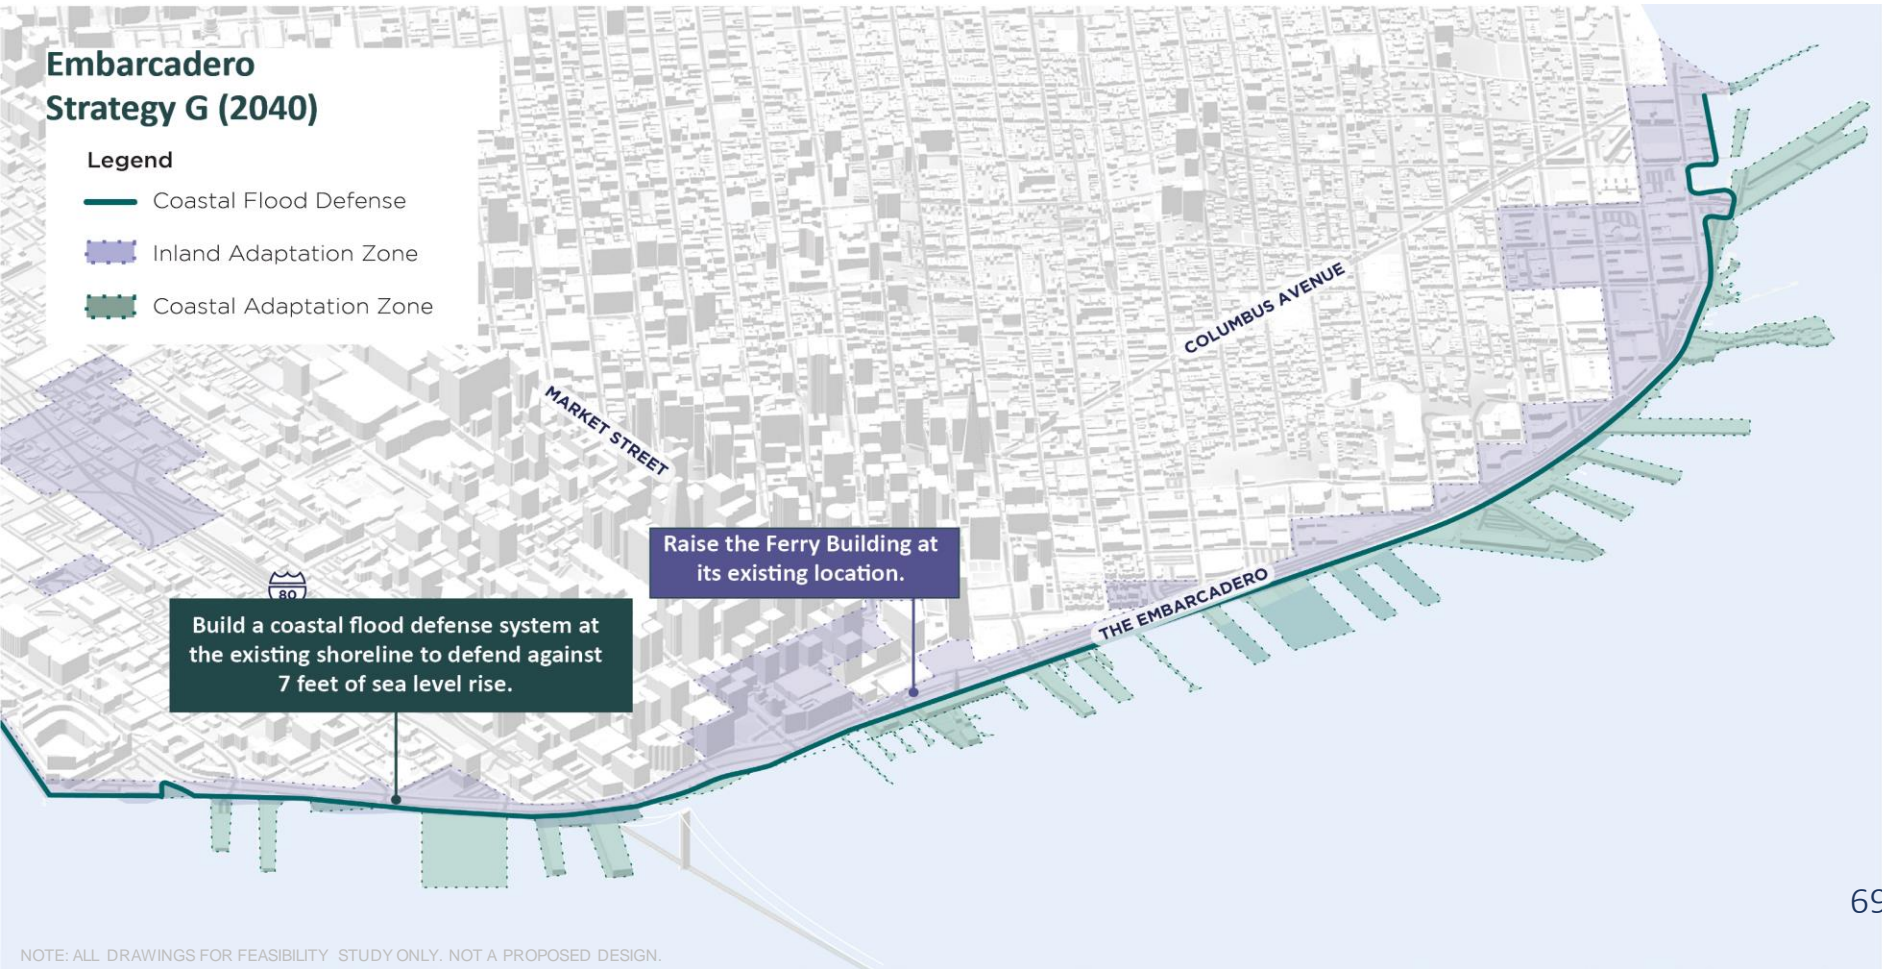 Embarcadero
Strategy G (2040)
Legend
Coastal Flood Defense
Inland Adaptation Zone
Coastal Adaptation Zone
COLUMBUS AVENUE
MARKET STREET
Raise the Ferry Building at
its existing location.
THE EMBARCADERO
80
Build a coastal flood defense system at
the existing shoreline to defend against
7 feet of sea level rise.
69
NOTE: ALL DRAWINGS FOR FEASIBILITY STUDY ONLY. NOT A PROPOSED DESIGN.